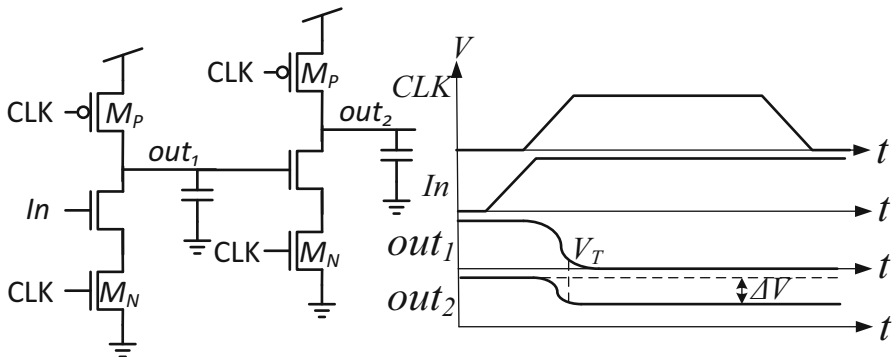 CLK
M_P
out_1
In
CLK
M_N
CLK
M_P
out_2
CLK
M_N
V
CLK
t
In
t
out_1
V_T
t
out_2
ΔV
t